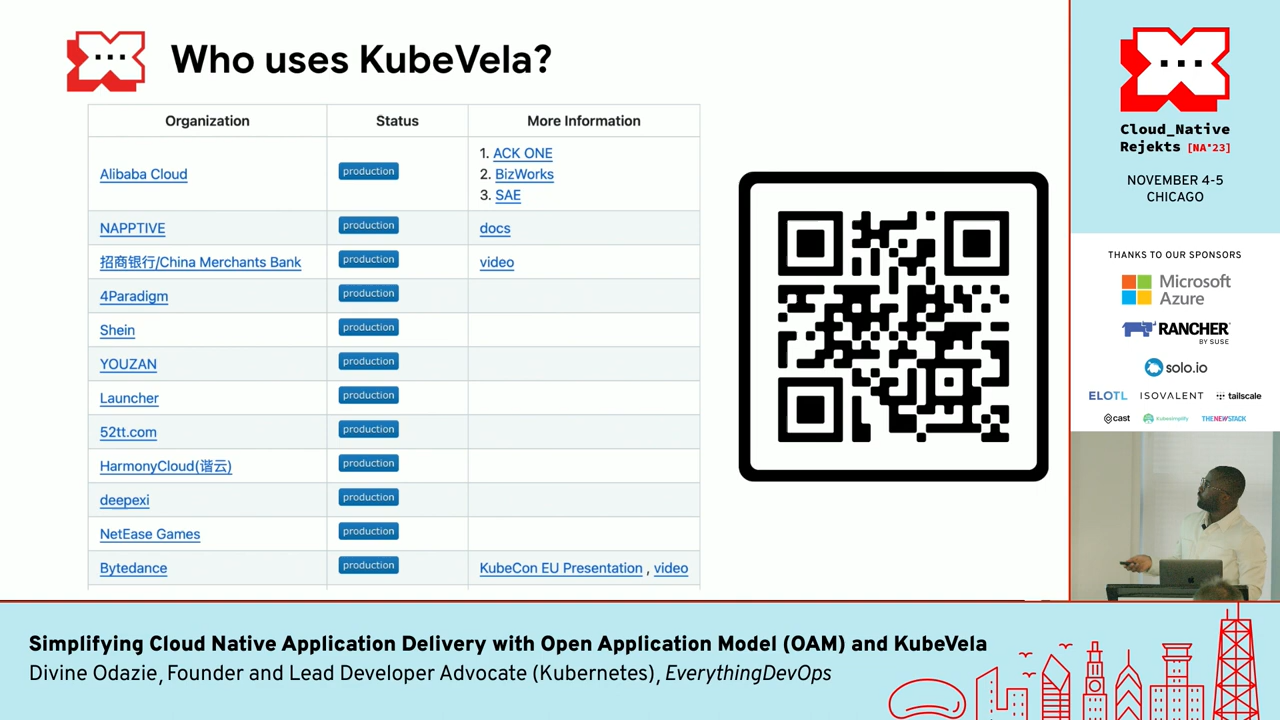 Who uses KubeVela?
Organization Status More Information
Alibaba Cloud production 1. ACK ONE
2. BizWorks
3. SAE
NAPPTIVE production docs
招商银行/China Merchants Bank production video
4Paradigm production
Shein production
YOUZAN production
Launcher production
52tt.com production
HarmonyCloud(谐云) production
deepexi production
NetEase Games production
Bytedance production KubeCon EU Presentation , video
Cloud_Native
Rejekts [NA'23]
NOVEMBER 4-5
CHICAGO
THANKS TO OUR SPONSORS
Microsoft
Azure
RANCHER
BY SUSE
solo.io
ELOTL ISOVALENT tailscale
cast Kubesimplify THENEWSTACK
Simplifying Cloud Native Application Delivery with Open Application Model (OAM) and KubeVela
Divine Odazie, Founder and Lead Developer Advocate (Kubernetes), EverythingDevOps